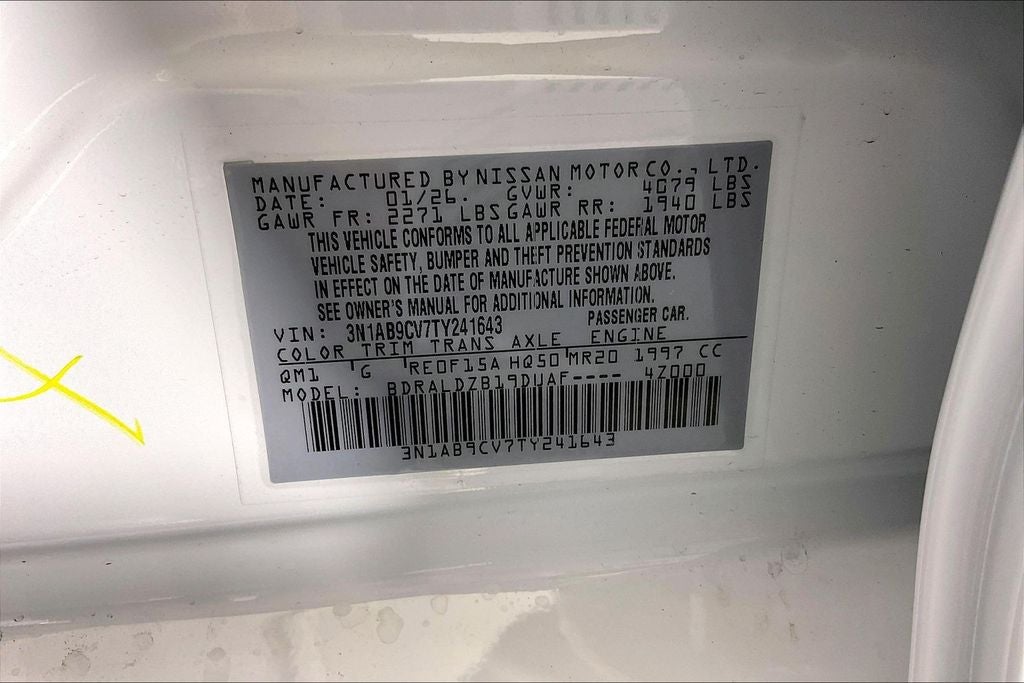 MANUFACTURED BY NISSAN MOTOR CO., LTD.
DATE: 01/26. GVWR: 4079 LBS
GAWR FR: 2271 LBS GAWR RR: 1940 LBS
THIS VEHICLE CONFORMS TO ALL APPLICABLE FEDERAL MOTOR
VEHICLE SAFETY, BUMPER AND THEFT PREVENTION STANDARDS
IN EFFECT ON THE DATE OF MANUFACTURE SHOWN ABOVE.
SEE OWNER'S MANUAL FOR ADDITIONAL INFORMATION.
VIN: 3N1AB9CV7TY241643 PASSENGER CAR.
COLOR TRIM TRANS AXLE ENGINE
QM1 G RE0F15A HQ50 MR20 1997 CC
MODEL: BDRALDZB19DUAF---- 4Z000
3N1AB9CV7TY241643